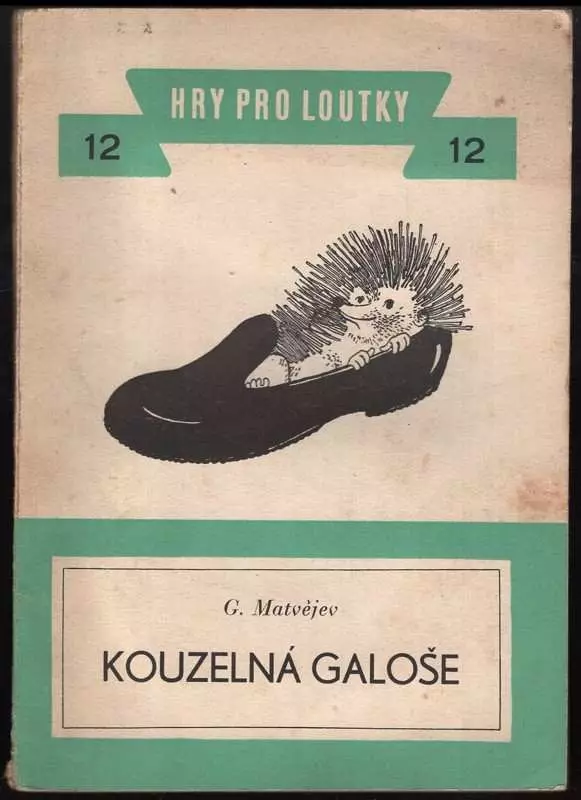 HRY PRO LOUTKY
12 12
G. Matvějev
KOUZELNÁ GALOŠE